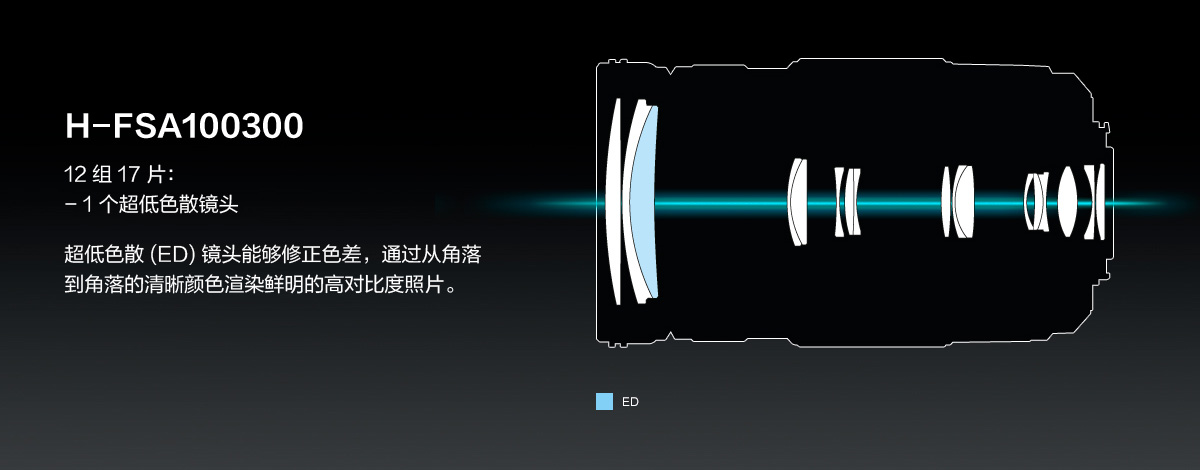 H-FSA100300
12 组 17 片：
- 1 个超低色散镜头
超低色散 (ED) 镜头能够修正色差，通过从角落
到角落的清晰颜色渲染鲜明的高对比度照片。
ED